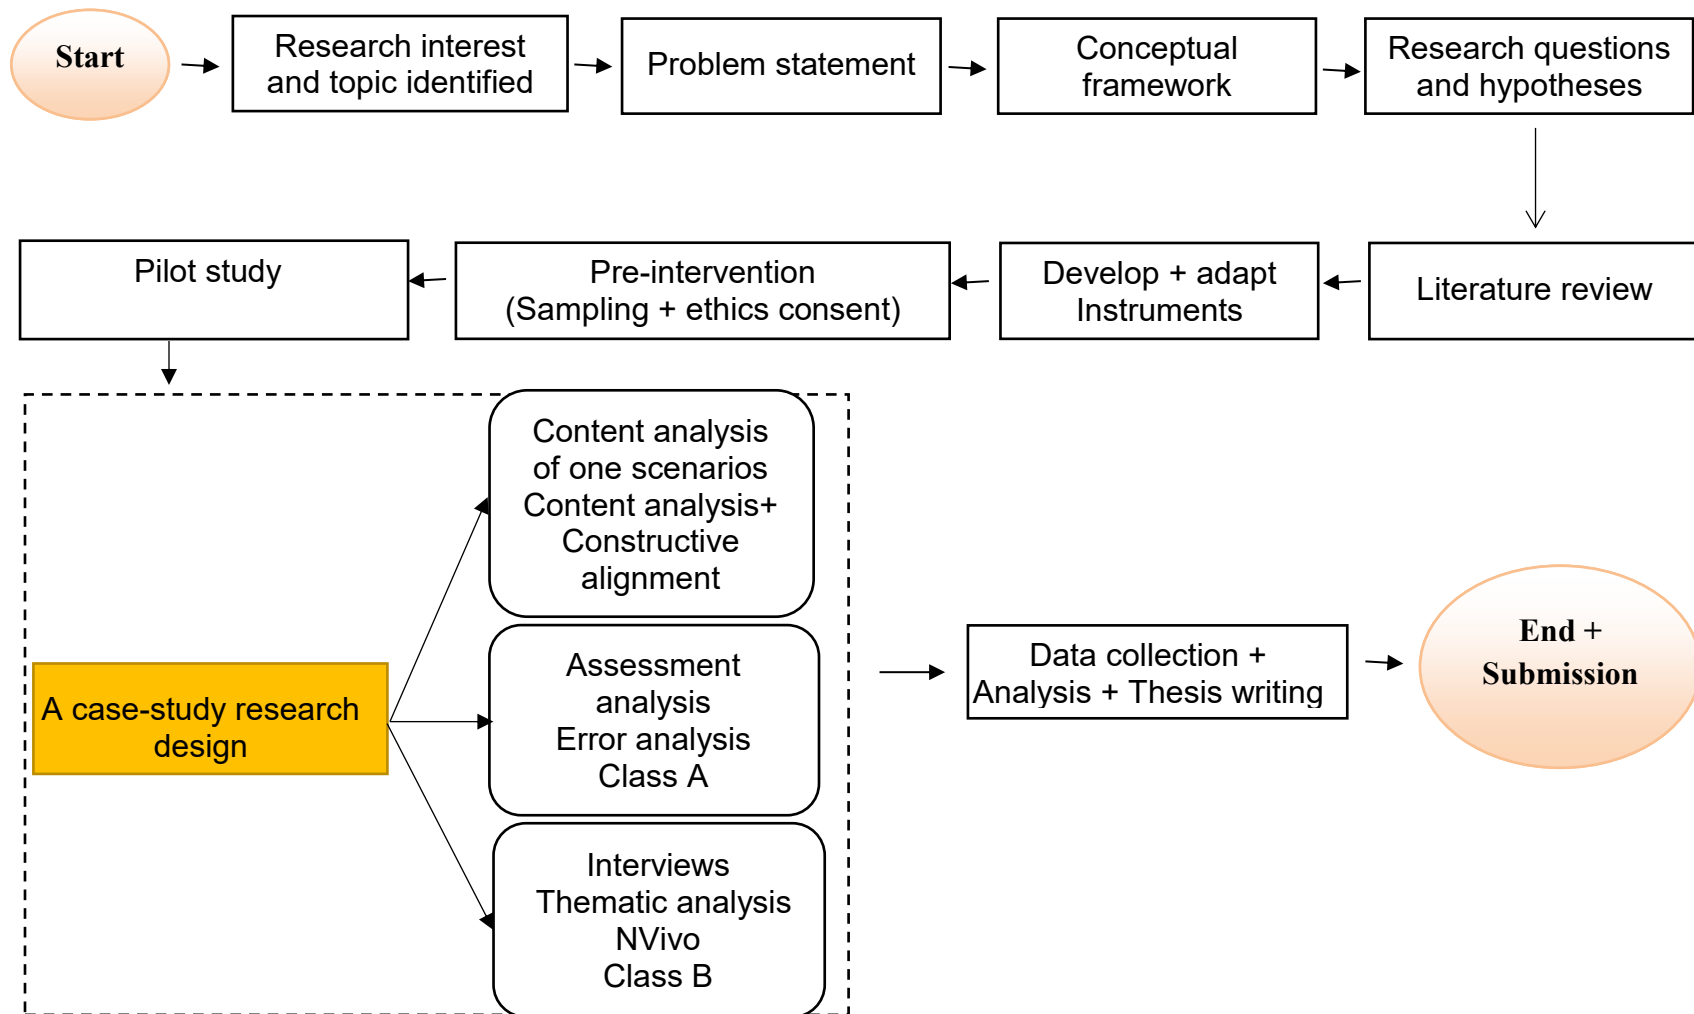 Start
Research interest
and topic identified
Problem statement
Conceptual
framework
Research questions
and hypotheses
Literature review
Develop + adapt
Instruments
Pre-intervention
(Sampling + ethics consent)
Pilot study
A case-study research
design
Content analysis
of one scenarios
Content analysis+
Constructive
alignment
Assessment
analysis
Error analysis
Class A
Interviews
Thematic analysis
NVivo
Class B
Data collection +
Analysis + Thesis writing
End +
Submission